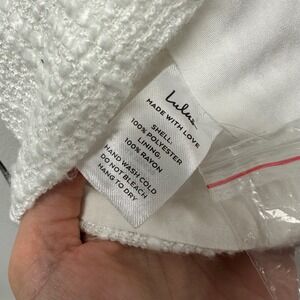 Lulus
MADE WITH LOVE
SHELL:
100% POLYESTER
LINING:
100% RAYON
HAND WASH COLD
DO NOT BLEACH
HANG TO DRY